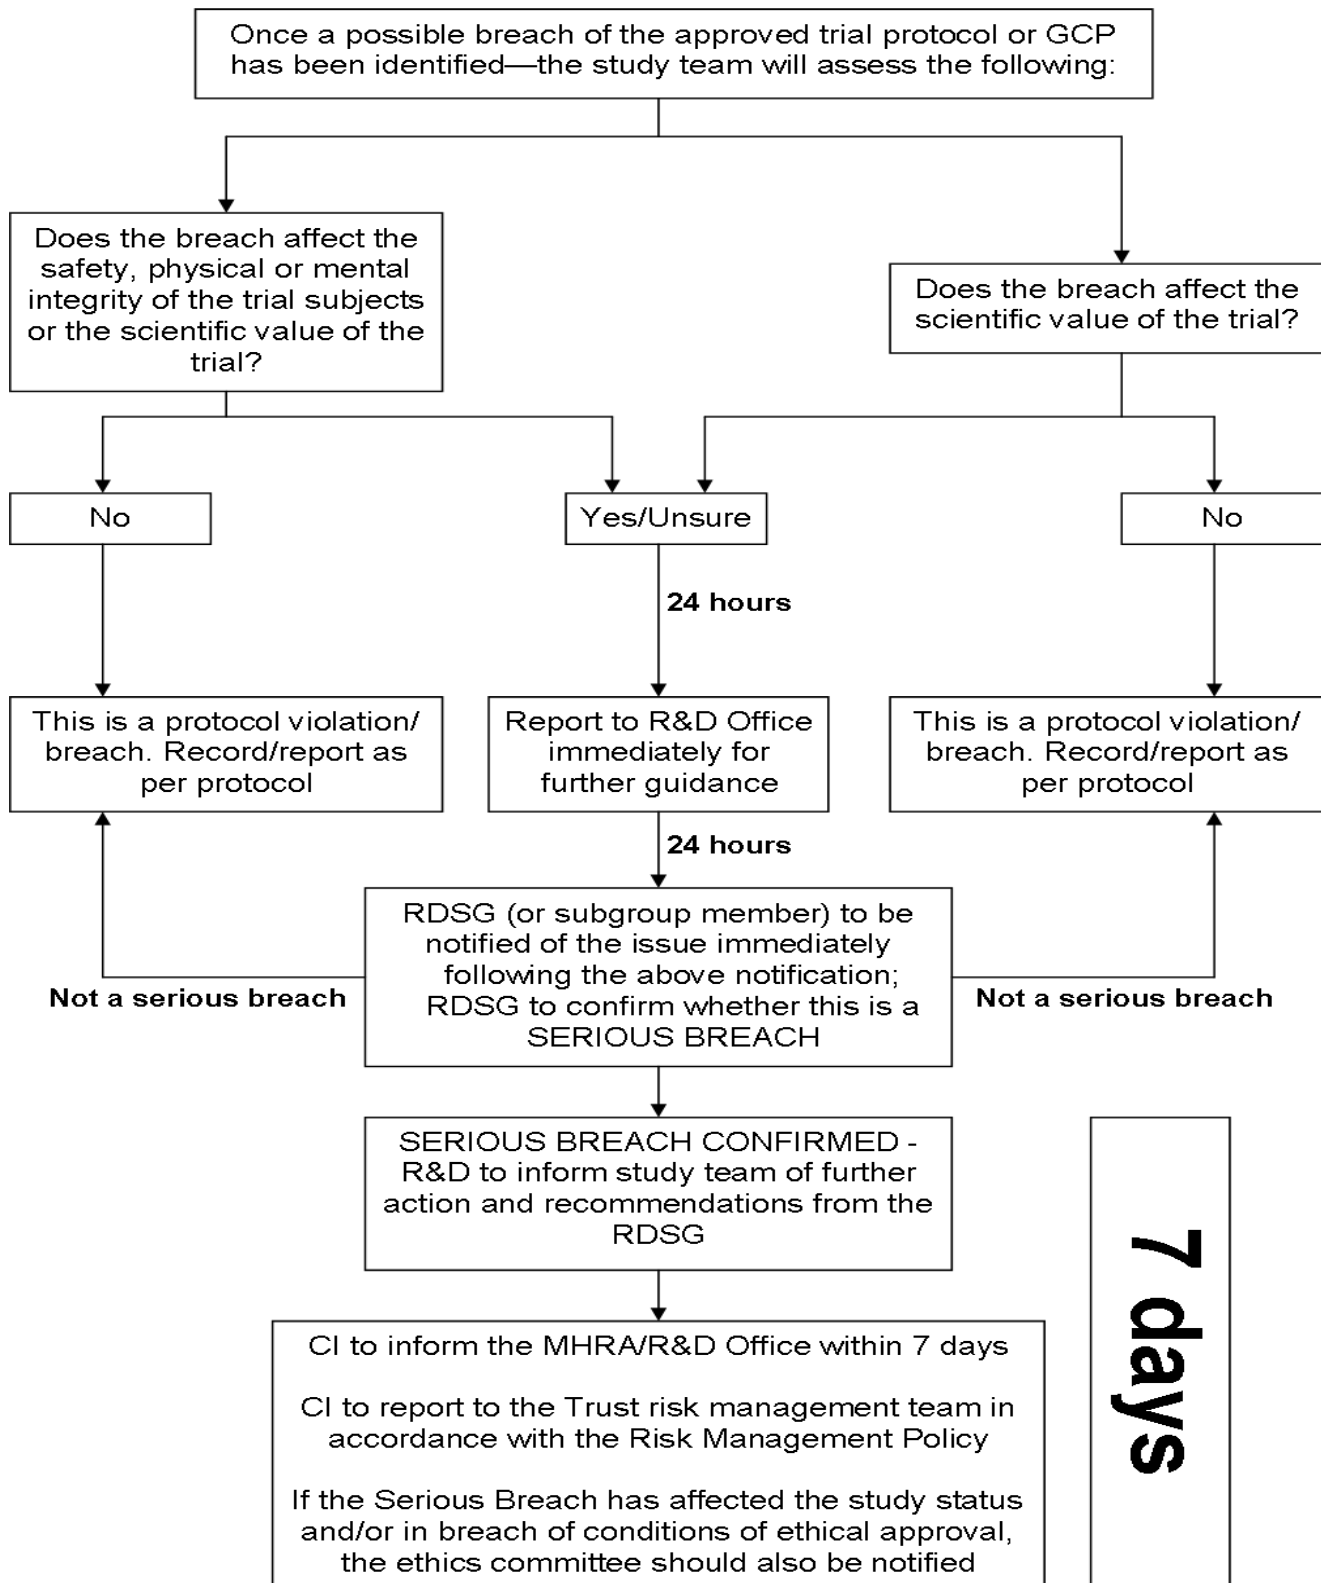 Once a possible breach of the approved trial protocol or GCP
has been identified—the study team will assess the following:
Does the breach affect the
safety, physical or mental
integrity of the trial subjects
or the scientific value of the
trial?
Does the breach affect the
scientific value of the trial?
No
Yes/Unsure
No
24 hours
This is a protocol violation/
breach. Record/report as
per protocol
Report to R&D Office
immediately for
further guidance
This is a protocol violation/
breach. Record/report as
per protocol
24 hours
RDSG (or subgroup member) to be
notified of the issue immediately
following the above notification;
RDSG to confirm whether this is a
SERIOUS BREACH
Not a serious breach
Not a serious breach
SERIOUS BREACH CONFIRMED -
R&D to inform study team of further
action and recommendations from the
RDSG
7 days
CI to inform the MHRA/R&D Office within 7 days
CI to report to the Trust risk management team in
accordance with the Risk Management Policy
If the Serious Breach has affected the study status
and/or in breach of conditions of ethical approval,
the ethics committee should also be notified